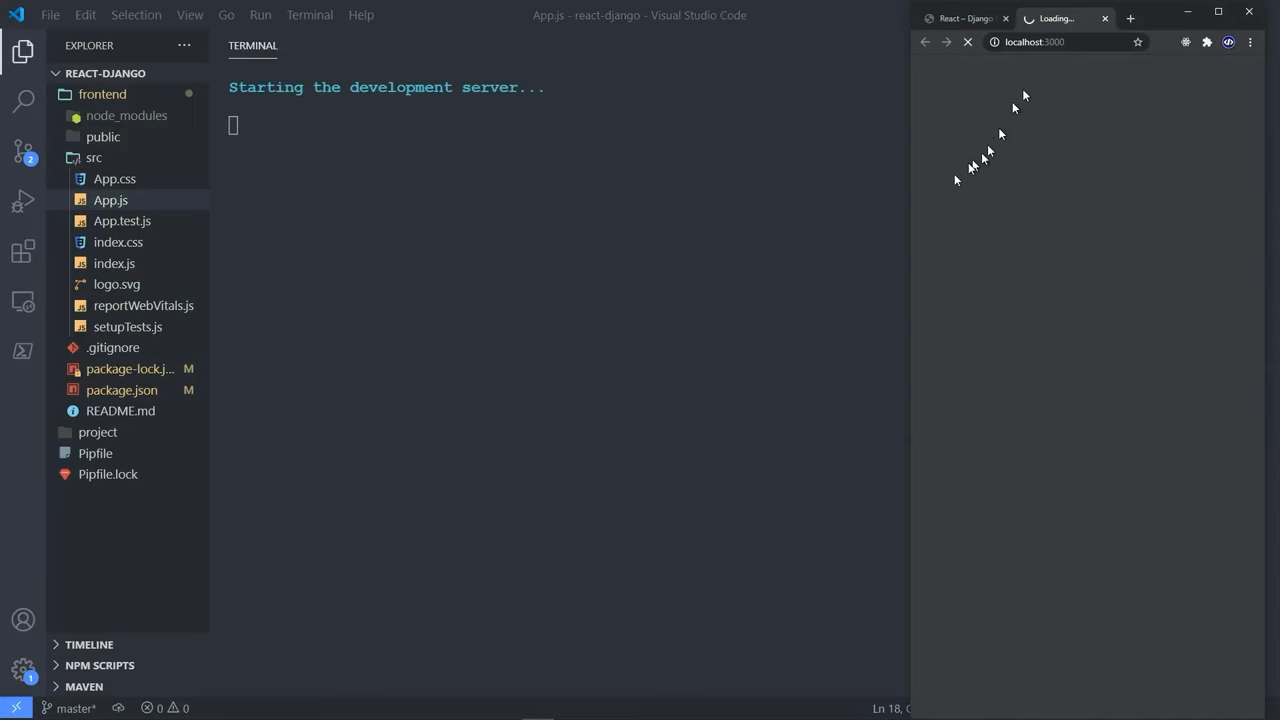 File Edit Selection View Go Run Terminal Help
App.js - react-django - Visual Studio Code
EXPLORER
REACT-DJANGO
frontend
node_modules
public
src
App.css
App.js
App.test.js
index.css
index.js
logo.svg
reportWebVitals.js
setupTests.js
.gitignore
package-lock.j... M
package.json M
README.md
project
Pipfile
Pipfile.lock
TIMELINE
NPM SCRIPTS
MAVEN
2
1
master* 0 0
Ln 18,
TERMINAL
Starting the development server...
React – Django
Loading...
localhost:3000